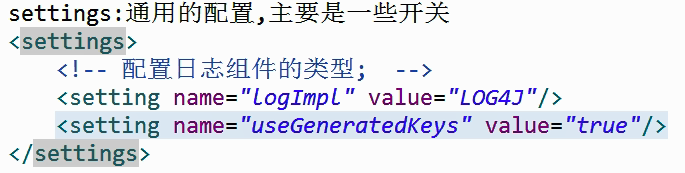 settings:通用的配置,主要是一些开关
<settings>
<!-- 配置日志组件的类型;  -->
<setting name="logImpl" value="LOG4J"/>
<setting name="useGeneratedKeys" value="true"/>
</settings>